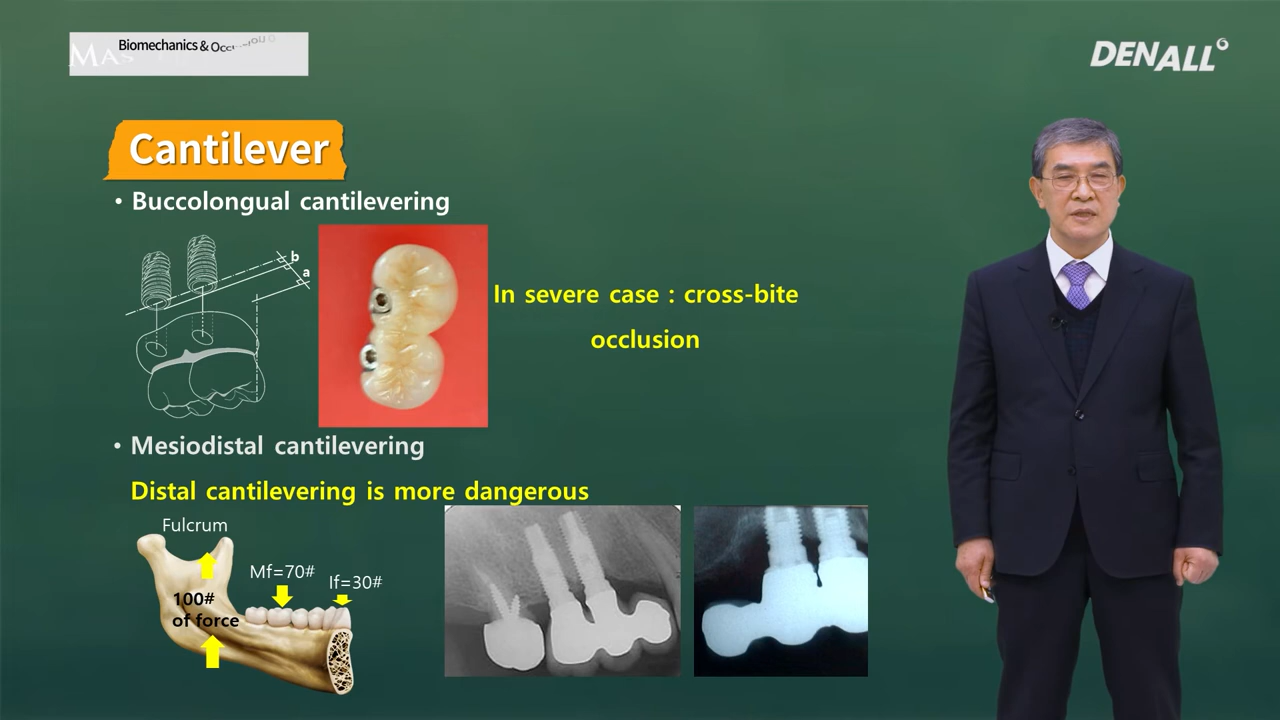 Biomechanics & Occ
DENALL
Cantilever
• Buccolongual cantilevering
b
a
In severe case : cross-bite
occlusion
• Mesiodistal cantilevering
Distal cantilevering is more dangerous
Fulcrum
Mf=70#
If=30#
100#
of force